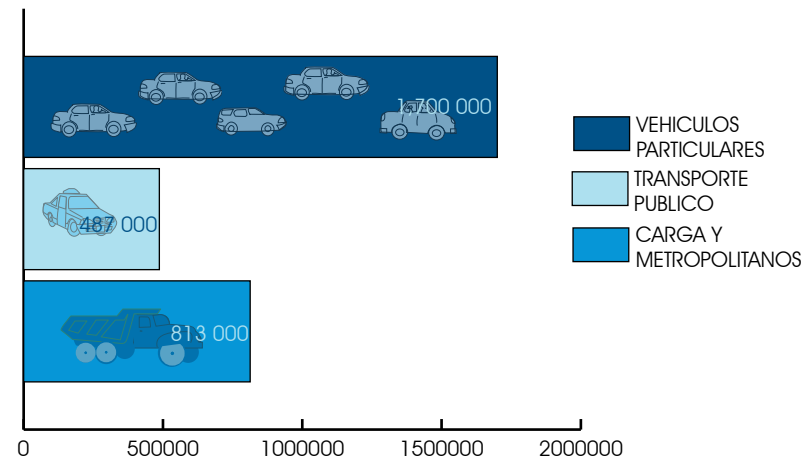 1 700 000
487 000
813 000
0 500000 1000000 1500000 2000000
VEHICULOS
PARTICULARES
TRANSPORTE
PUBLICO
CARGA Y
METROPOLITANOS